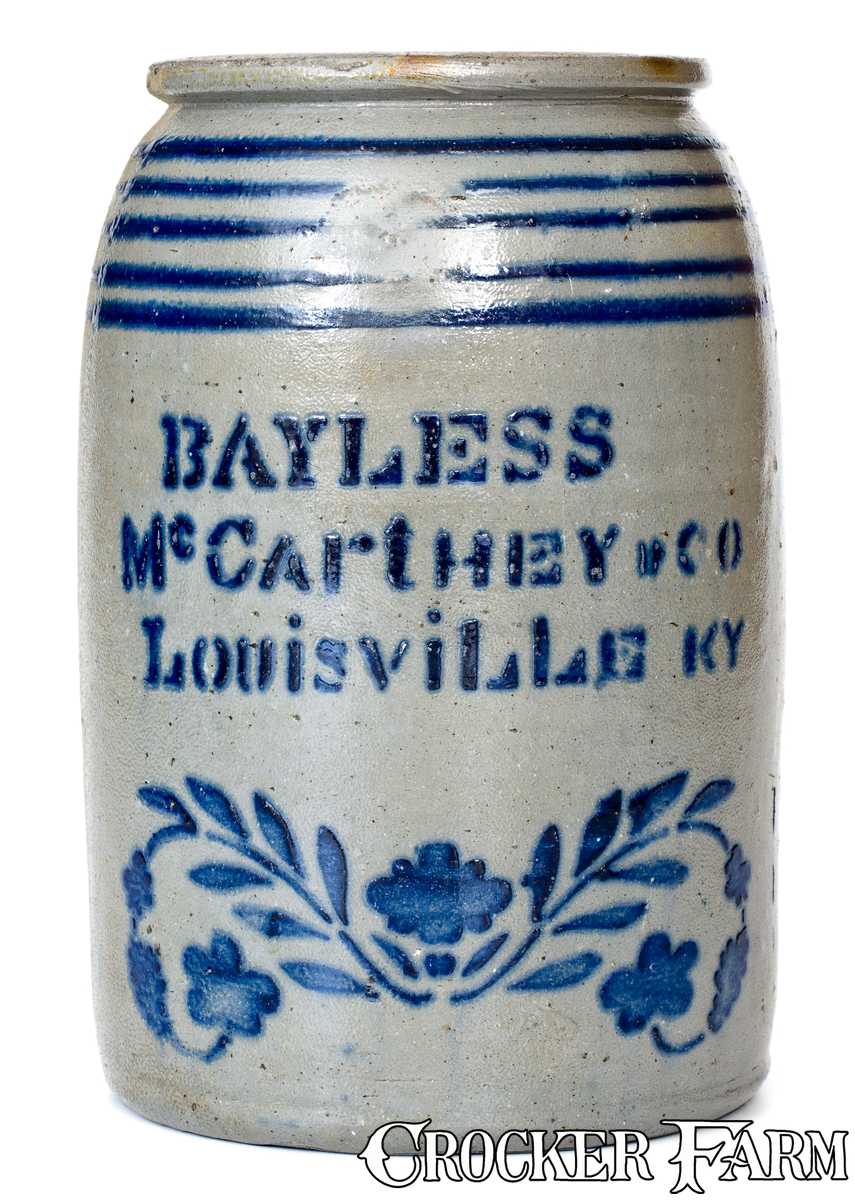 BAYLESS
McCArtHEY & CO
LOUiSViLLE KY
CROCKER FARM